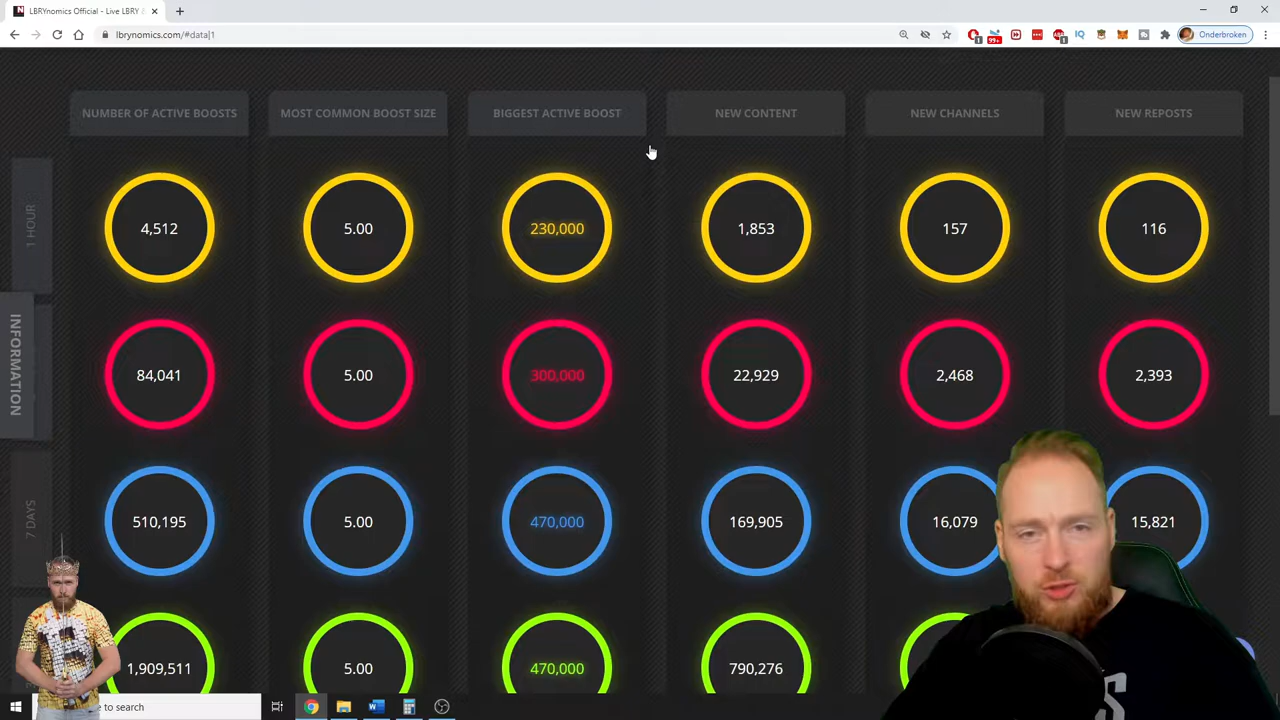 LBRYnomics Official - Live LBRY
lbrynomics.com/#data|1
99+
1
IQ
1
Onderbroken
NUMBER OF ACTIVE BOOSTS
MOST COMMON BOOST SIZE
BIGGEST ACTIVE BOOST
NEW CONTENT
NEW CHANNELS
NEW REPOSTS
1 HOUR
4,512
5.00
230,000
1,853
157
116
INFORMATION
84,041
5.00
300,000
22,929
2,468
2,393
7 DAYS
510,195
5.00
470,000
169,905
16,079
15,821
1,909,511
5.00
470,000
790,276
to search